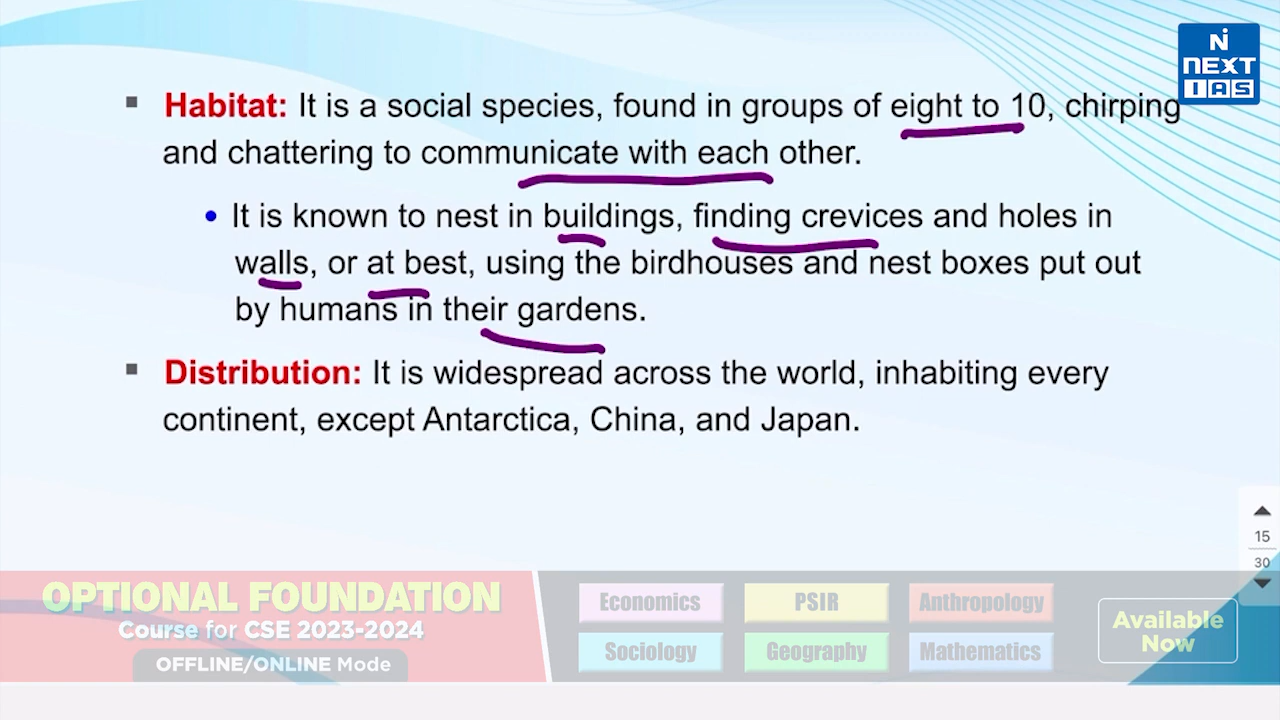 NEXT
IAS
Habitat: It is a social species, found in groups of eight to 10, chirping
and chattering to communicate with each other.
It is known to nest in buildings, finding crevices and holes in
walls, or at best, using the birdhouses and nest boxes put out
by humans in their gardens.
Distribution: It is widespread across the world, inhabiting every
continent, except Antarctica, China, and Japan.
15
30
OPTIONAL FOUNDATION
Course for CSE 2023-2024
OFFLINE/ONLINE Mode
Economics
PSIR
Anthropology
Sociology
Geography
Mathematics
Available
Now